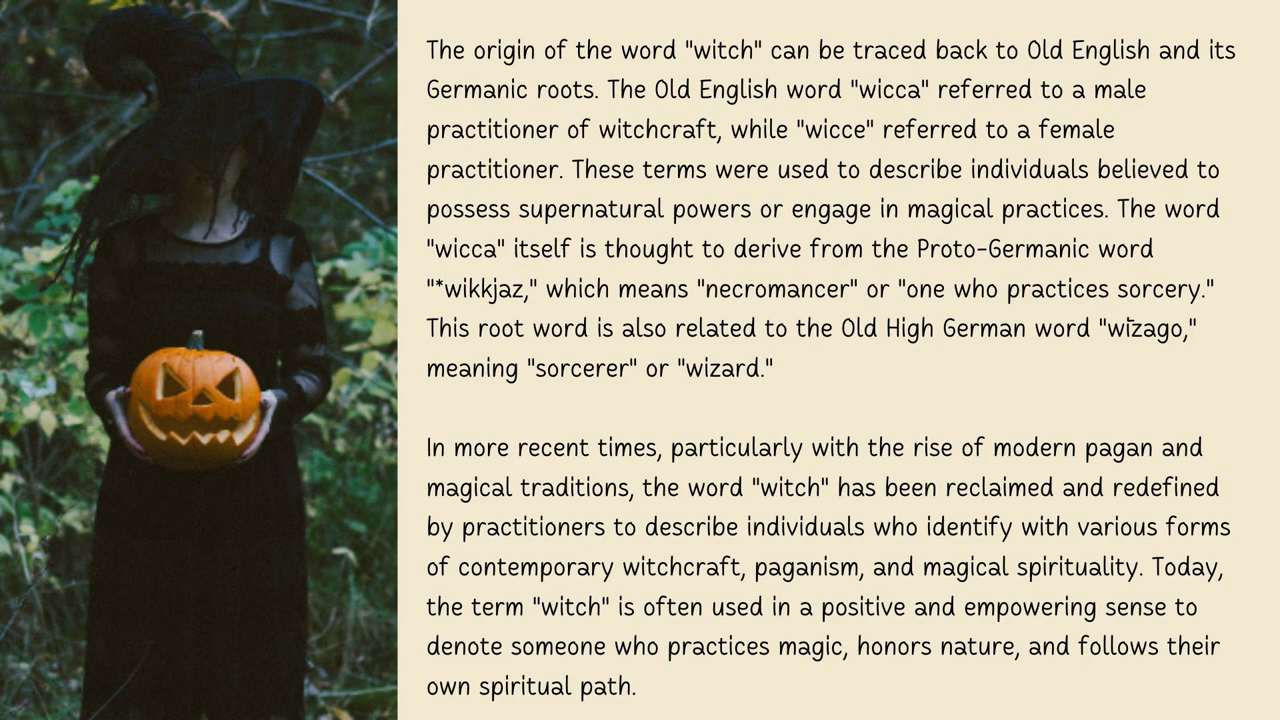 The origin of the word "witch" can be traced back to Old English and its
Germanic roots. The Old English word "wicca" referred to a male
practitioner of witchcraft, while "wicce" referred to a female
practitioner. These terms were used to describe individuals believed to
possess supernatural powers or engage in magical practices. The word
"wicca" itself is thought to derive from the Proto-Germanic word
"*wikkjaz," which means "necromancer" or "one who practices sorcery."
This root word is also related to the Old High German word "wīzago,"
meaning "sorcerer" or "wizard."

In more recent times, particularly with the rise of modern pagan and
magical traditions, the word "witch" has been reclaimed and redefined
by practitioners to describe individuals who identify with various forms
of contemporary witchcraft, paganism, and magical spirituality. Today,
the term "witch" is often used in a positive and empowering sense to
denote someone who practices magic, honors nature, and follows their
own spiritual path.